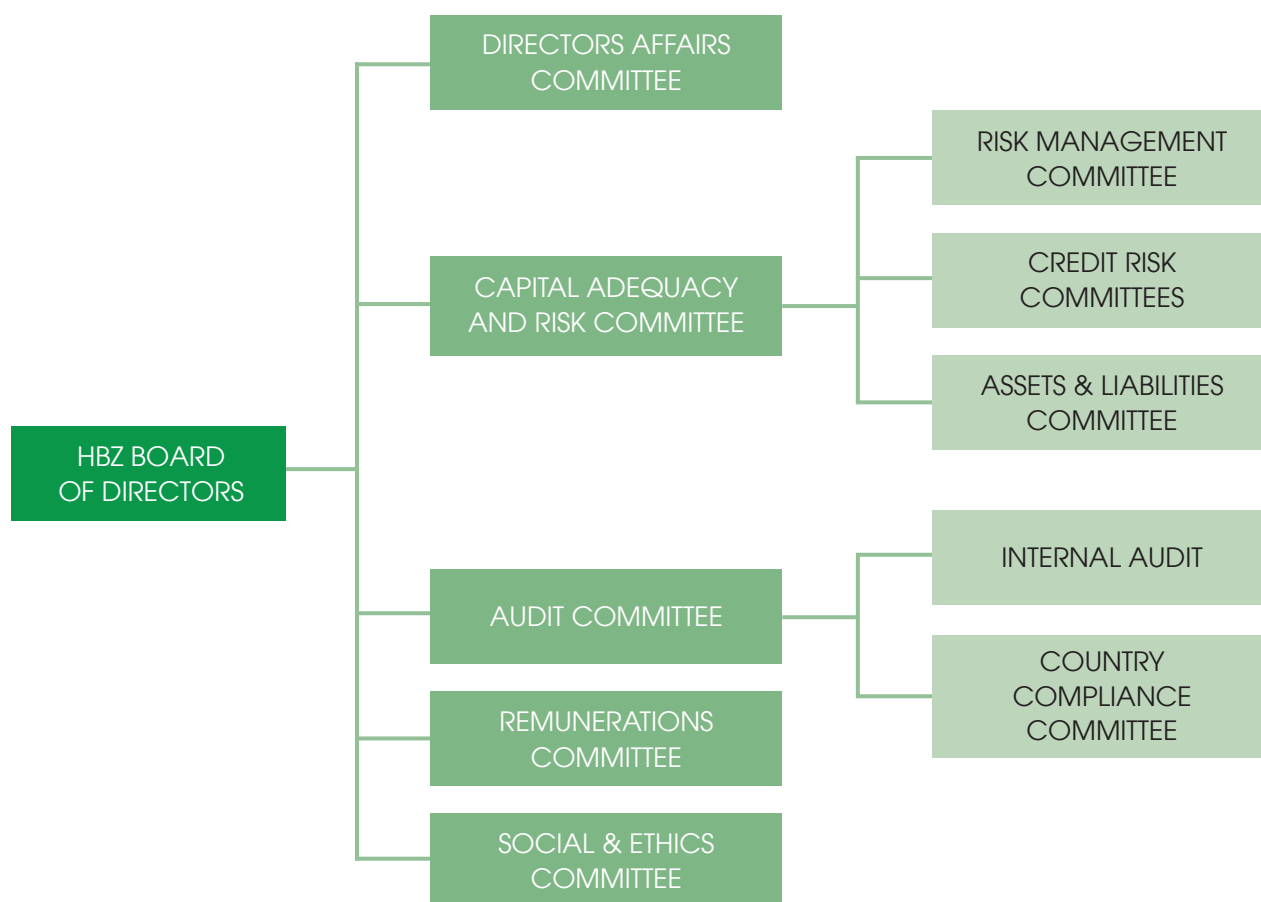 DIRECTORS AFFAIRS
COMMITTEE
RISK MANAGEMENT
COMMITTEE
CAPITAL ADEQUACY
AND RISK COMMITTEE
CREDIT RISK
COMMITTEES
ASSETS & LIABILITIES
COMMITTEE
HBZ BOARD
OF DIRECTORS
INTERNAL AUDIT
AUDIT COMMITTEE
COUNTRY
COMPLIANCE
COMMITTEE
REMUNERATIONS
COMMITTEE
SOCIAL & ETHICS
COMMITTEE